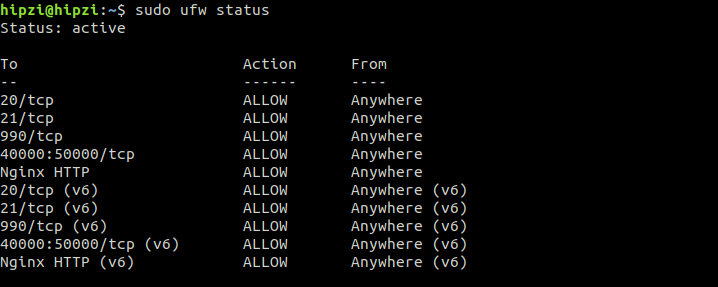 hipzi@hipzi:~$ sudo ufw status
Status: active

To                         Action      From
--                         ------      ----
20/tcp                     ALLOW       Anywhere
21/tcp                     ALLOW       Anywhere
990/tcp                    ALLOW       Anywhere
40000:50000/tcp            ALLOW       Anywhere
Nginx HTTP                 ALLOW       Anywhere
20/tcp (v6)                ALLOW       Anywhere (v6)
21/tcp (v6)                ALLOW       Anywhere (v6)
990/tcp (v6)               ALLOW       Anywhere (v6)
40000:50000/tcp (v6)       ALLOW       Anywhere (v6)
Nginx HTTP (v6)            ALLOW       Anywhere (v6)